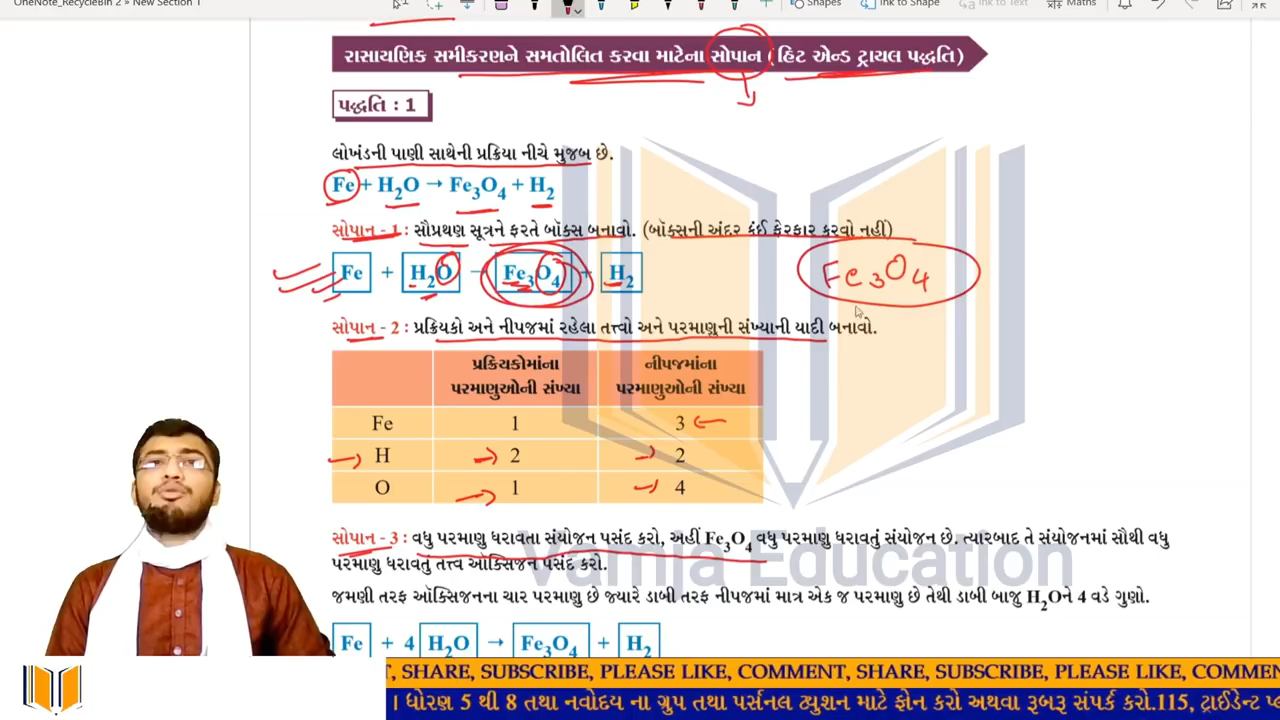 OneNote_RecycleBin 2 » New Section 1
Shapes
Ink to Shape
Ink to Text
Maths
રાસાયણિક સમીકરણને સમતોલિત કરવા માટેના સોપાન (હિટ એન્ડ ટ્રાયલ પદ્ધતિ)
પદ્ધતિ : 1
લોખંડની પાણી સાથેની પ્રક્રિયા નીચે મુજબ છે.
Fe + H₂O → Fe₃O₄ + H₂
સોપાન - 1 : સૌપ્રથણ સૂત્રને ફરતે બૉક્સ બનાવો. (બૉક્સની અંદર કંઈ ફેરફાર કરવો નહીં)
Fe + H₂O → Fe₃O₄ + H₂
Fe₃O₄
સોપાન - 2 : પ્રક્રિયકો અને નીપજમાં રહેલા તત્ત્વો અને પરમાણુની સંખ્યાની યાદી બનાવો.
પ્રક્રિયકોમાંના નીપજમાંના
પરમાણુઓની સંખ્યા પરમાણુઓની સંખ્યા
Fe 1 3
H 2 2
O 1 4
સોપાન - 3 : વધુ પરમાણુ ધરાવતા સંયોજન પસંદ કરો, અહીં Fe₃O₄ વધુ પરમાણુ ધરાવતું સંયોજન છે. ત્યારબાદ તે સંયોજનમાં સૌથી વધુ
પરમાણુ ધરાવતું તત્ત્વ ઑક્સિજન પસંદ કરો.
Vamja Education
જમણી તરફ ઑક્સિજનના ચાર પરમાણુ છે જ્યારે ડાબી તરફ નીપજમાં માત્ર એક જ પરમાણુ છે તેથી ડાબી બાજુ H₂Oને 4 વડે ગુણો.
Fe + 4 H₂O → Fe₃O₄ + H₂
T, SHARE, SUBSCRIBE, PLEASE LIKE, COMMENT, SHARE, SUBSCRIBE, PLEASE LIKE, COMMEN
। ધોરણ 5 થી 8 તથા નવોદય ના ગ્રુપ તથા પર્સનલ ટ્યુશન માટે ફોન કરો અથવા રૂબરૂ સંપર્ક કરો.115, ટ્રાઈડેન્ટ